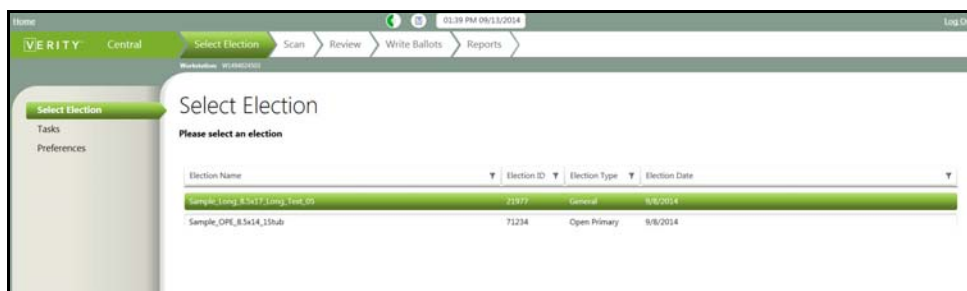 Home 01:39 PM 09/13/2014 Log O
VERITY Central Select Election Scan Review Write Ballots Reports
Workstation:
Select Election
Tasks
Preferences
Select Election
Please select an election
Election Name Election ID Election Type Election Date
Sample_Long_8.5x17_Long_Text_05 21977 General 9/8/2014
Sample_OPE_8.5x14_1Stub 71234 Open Primary 9/8/2014